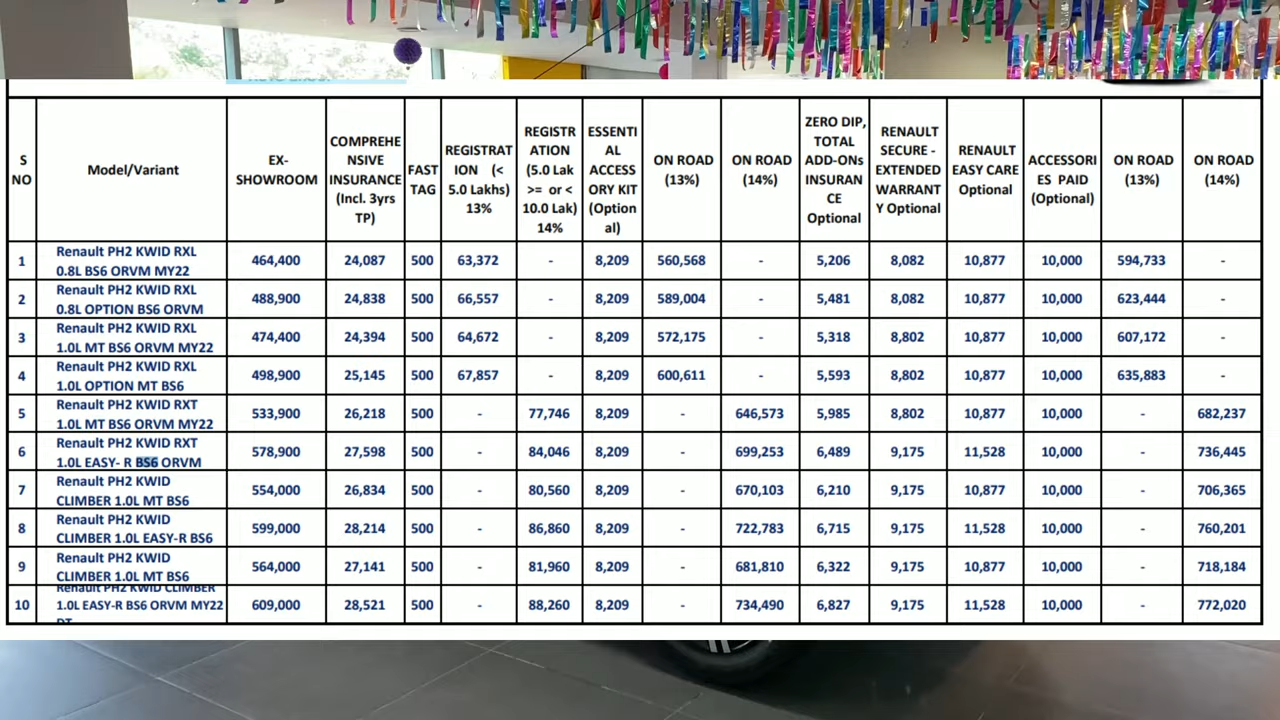 S NO | Model/Variant | EX-SHOWROOM | COMPREHENSIVE INSURANCE (Incl. 3yrs TP) | FAST TAG | REGISTRATION (< 5.0 Lakhs) 13% | REGISTRATION (5.0 Lak >= or < 10.0 Lak) 14% | ESSENTIAL ACCESSORY KIT (Optional) | ON ROAD (13%) | ON ROAD (14%) | ZERO DIP, TOTAL ADD-ONs INSURANCE Optional | RENAULT SECURE - EXTENDED WARRANTY Optional | RENAULT EASY CARE Optional | ACCESSORIES PAID (Optional) | ON ROAD (13%) | ON ROAD (14%)
1 | Renault PH2 KWID RXL 0.8L BS6 ORVM MY22 | 464,400 | 24,087 | 500 | 63,372 | - | 8,209 | 560,568 | - | 5,206 | 8,082 | 10,877 | 10,000 | 594,733 | -
2 | Renault PH2 KWID RXL 0.8L OPTION BS6 ORVM | 488,900 | 24,838 | 500 | 66,557 | - | 8,209 | 589,004 | - | 5,481 | 8,082 | 10,877 | 10,000 | 623,444 | -
3 | Renault PH2 KWID RXL 1.0L MT BS6 ORVM MY22 | 474,400 | 24,394 | 500 | 64,672 | - | 8,209 | 572,175 | - | 5,318 | 8,802 | 10,877 | 10,000 | 607,172 | -
4 | Renault PH2 KWID RXL 1.0L OPTION MT BS6 | 498,900 | 25,145 | 500 | 67,857 | - | 8,209 | 600,611 | - | 5,593 | 8,802 | 10,877 | 10,000 | 635,883 | -
5 | Renault PH2 KWID RXT 1.0L MT BS6 ORVM MY22 | 533,900 | 26,218 | 500 | - | 77,746 | 8,209 | - | 646,573 | 5,985 | 8,802 | 10,877 | 10,000 | - | 682,237
6 | Renault PH2 KWID RXT 1.0L EASY- R BS6 ORVM | 578,900 | 27,598 | 500 | - | 84,046 | 8,209 | - | 699,253 | 6,489 | 9,175 | 11,528 | 10,000 | - | 736,445
7 | Renault PH2 KWID CLIMBER 1.0L MT BS6 | 554,000 | 26,834 | 500 | - | 80,560 | 8,209 | - | 670,103 | 6,210 | 9,175 | 10,877 | 10,000 | - | 706,365
8 | Renault PH2 KWID CLIMBER 1.0L EASY-R BS6 | 599,000 | 28,214 | 500 | - | 86,860 | 8,209 | - | 722,783 | 6,715 | 9,175 | 11,528 | 10,000 | - | 760,201
9 | Renault PH2 KWID CLIMBER 1.0L MT BS6 | 564,000 | 27,141 | 500 | - | 81,960 | 8,209 | - | 681,810 | 6,322 | 9,175 | 10,877 | 10,000 | - | 718,184
10 | Renault PH2 KWID CLIMBER 1.0L EASY-R BS6 ORVM MY22 DT | 609,000 | 28,521 | 500 | - | 88,260 | 8,209 | - | 734,490 | 6,827 | 9,175 | 11,528 | 10,000 | - | 772,020